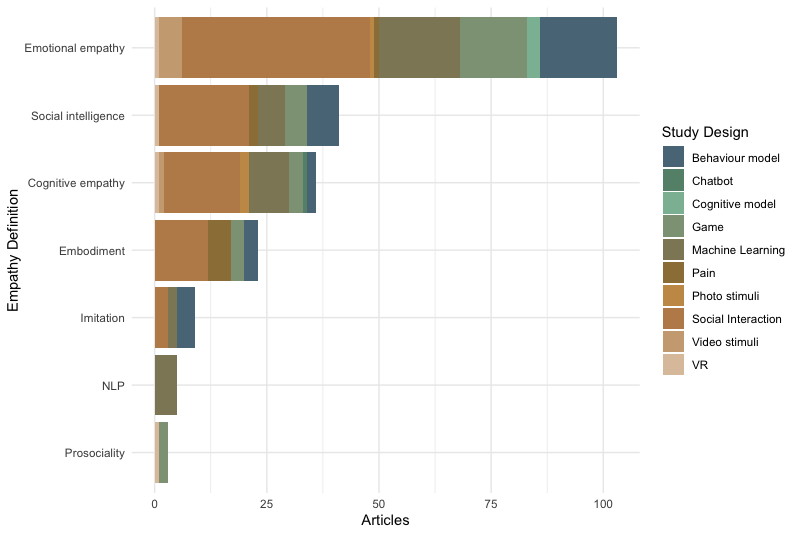 Emotional empathy
Social intelligence
Cognitive empathy
Embodiment
Imitation
NLP
Prosociality
Empathy Definition
0
25
50
75
100
Articles
Study Design
Behaviour model
Chatbot
Cognitive model
Game
Machine Learning
Pain
Photo stimuli
Social Interaction
Video stimuli
VR